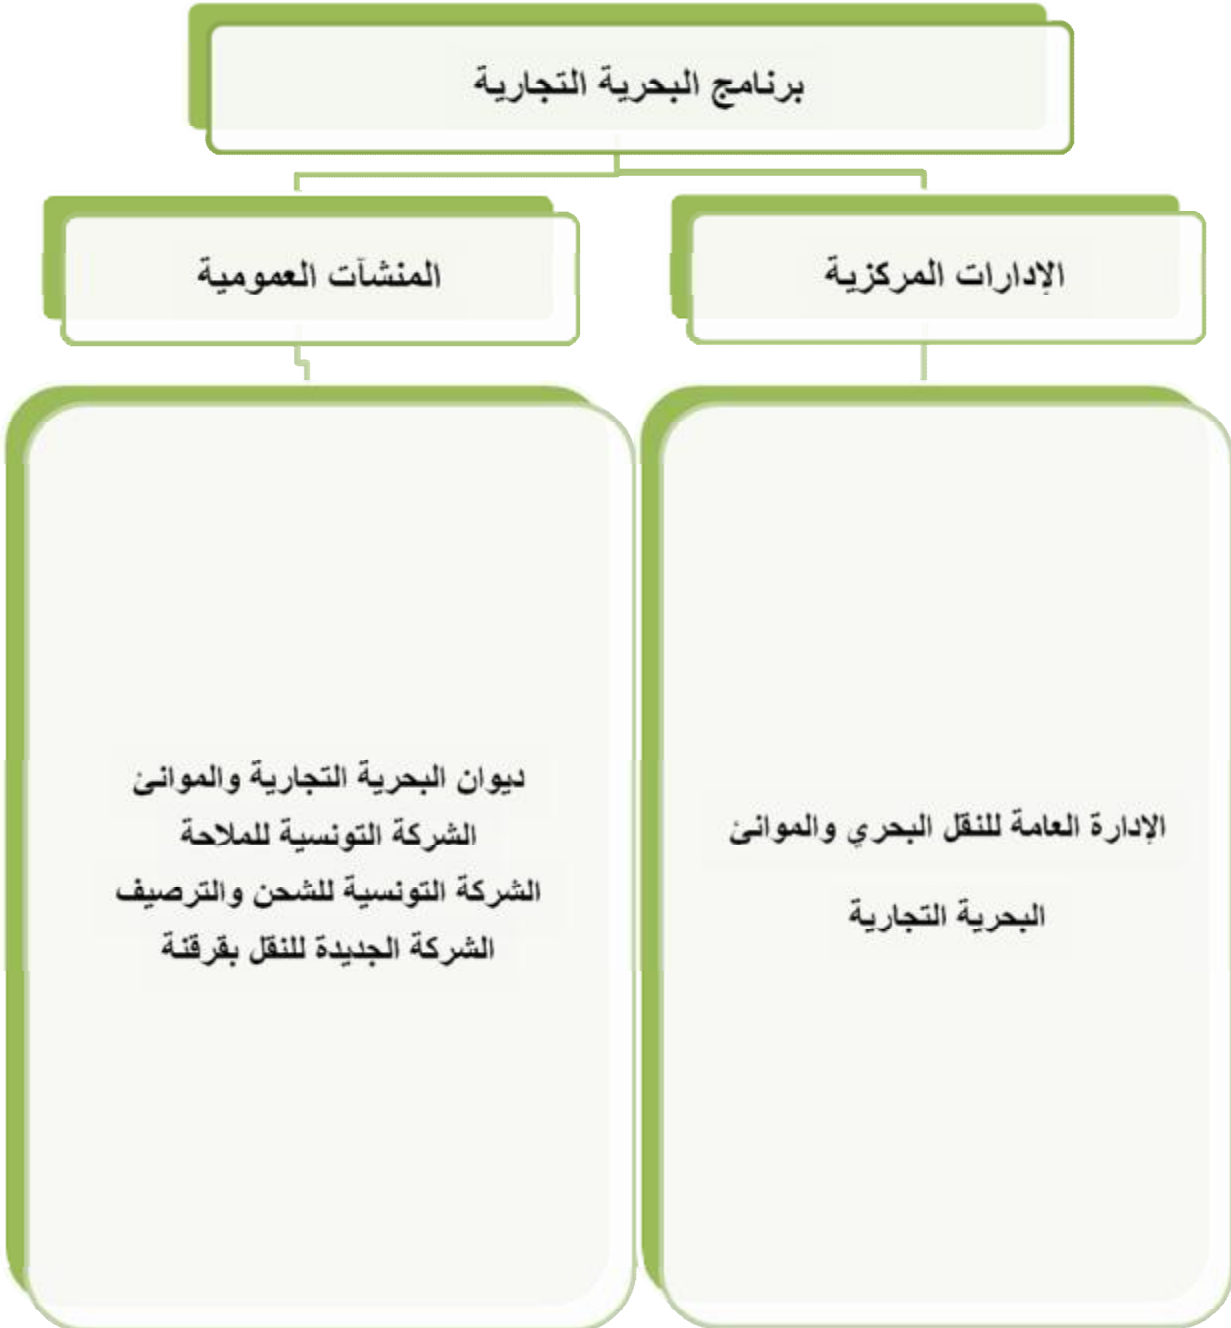 برنامج البحرية التجارية
الإدارات المركزية
المنشآت العمومية
الإدارة العامة للنقل البحري والموانئ
البحرية التجارية
ديوان البحرية التجارية والموانئ
الشركة التونسية للملاحة
الشركة التونسية للشحن والترصيف
الشركة الجديدة للنقل بقرقنة